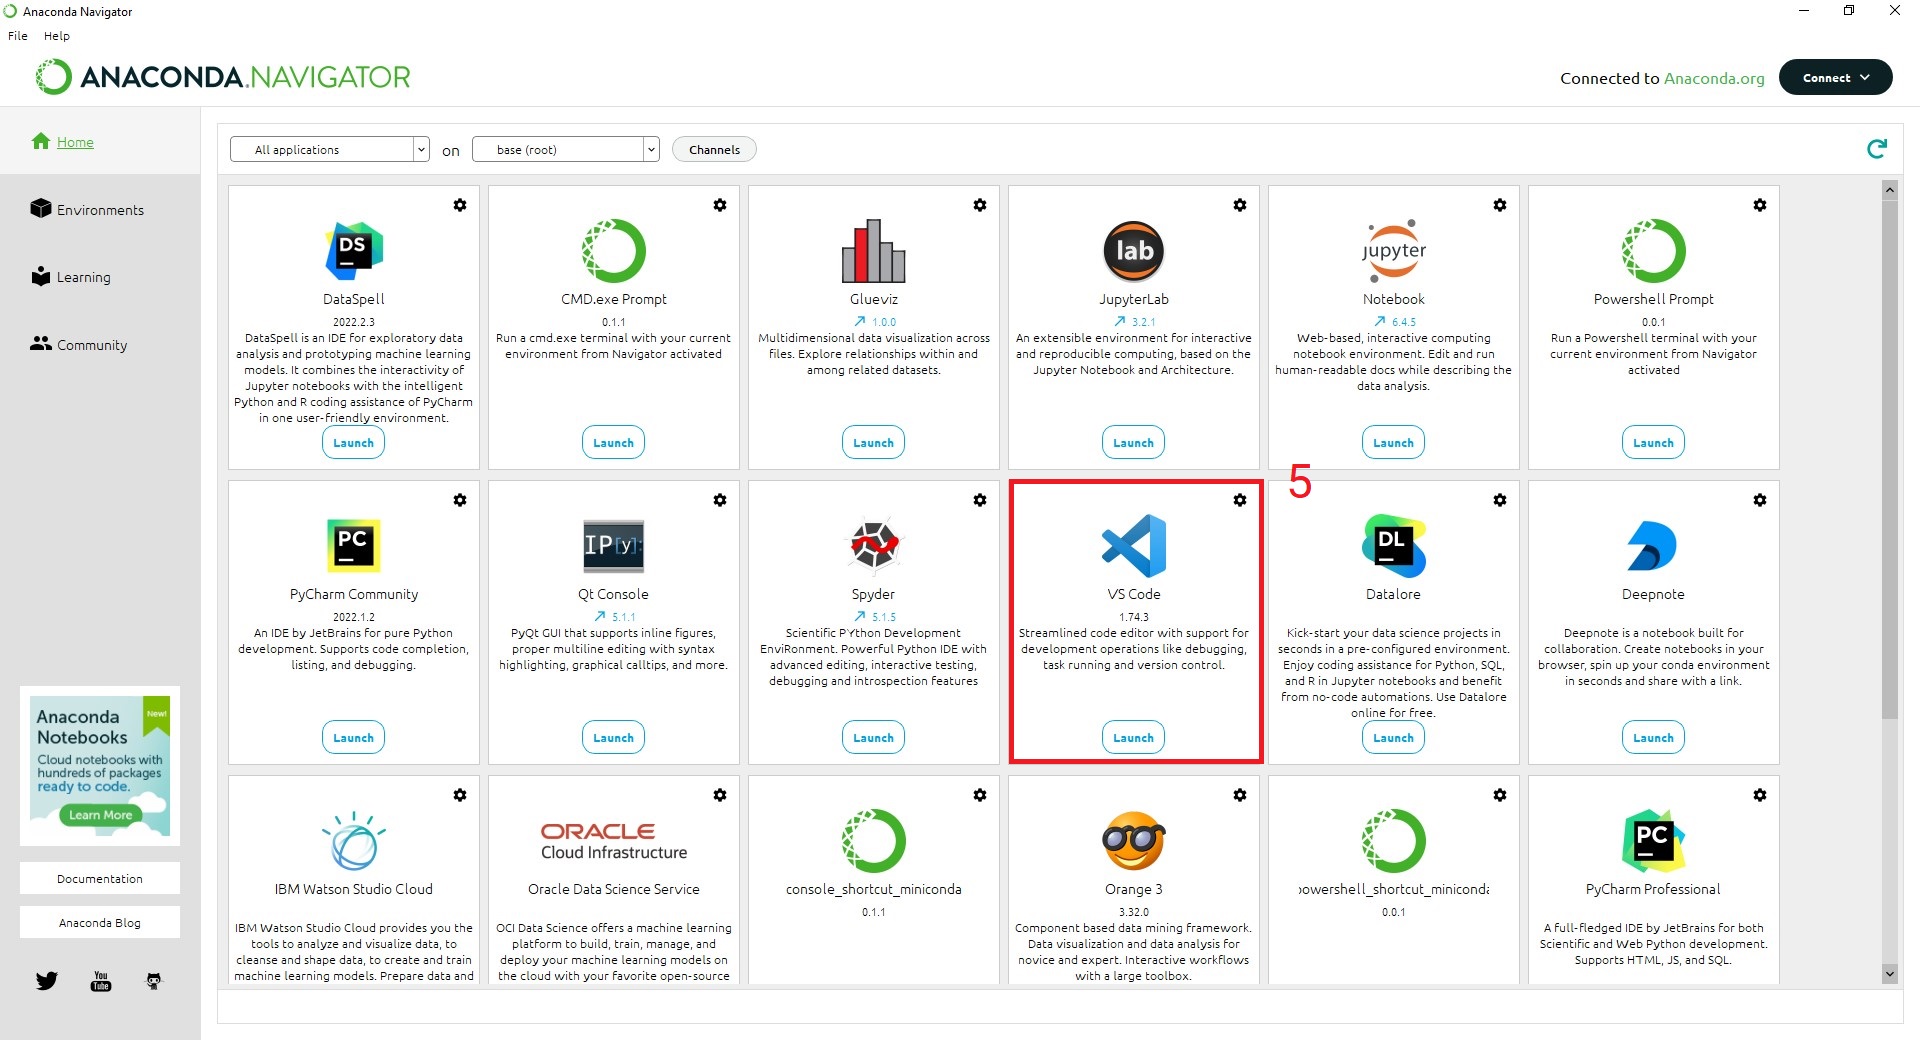 Anaconda Navigator
File Help
ANACONDA.NAVIGATOR
Connected to Anaconda.org
Connect
Home
Environments
Learning
Community
All applications
on
base (root)
Channels
DS
DataSpell
2022.2.3
DataSpell is an IDE for exploratory data
analysis and prototyping machine learning
models. It combines the interactivity of
Jupyter notebooks with the intelligent
Python and R coding assistance of PyCharm
in one user-friendly environment.
Launch
CMD.exe Prompt
0.1.1
Run a cmd.exe terminal with your current
environment from Navigator activated
Launch
Glueviz
1.0.0
Multidimensional data visualization across
files. Explore relationships within and
among related datasets.
Launch
lab
JupyterLab
3.2.1
An extensible environment for interactive
and reproducible computing, based on the
Jupyter Notebook and Architecture.
Launch
jupyter
Notebook
6.4.5
Web-based, interactive computing
notebook environment. Edit and run
human-readable docs while describing the
data analysis.
Launch
Powershell Prompt
0.0.1
Run a Powershell terminal with your
current environment from Navigator
activated
Launch
PC
PyCharm Community
2022.1.2
An IDE by JetBrains for pure Python
development. Supports code completion,
listing, and debugging.
Launch
IP[y]:
Qt Console
5.1.1
PyQt GUI that supports inline figures,
proper multiline editing with syntax
highlighting, graphical calltips, and more.
Launch
Spyder
5.1.5
Scientific PYthon Development
EnviRonment. Powerful Python IDE with
advanced editing, interactive testing,
debugging and introspection features
Launch
5
VS Code
1.74.3
Streamlined code editor with support for
development operations like debugging,
task running and version control.
Launch
DL
Datalore
Kick-start your data science projects in
seconds in a pre-configured environment.
Enjoy coding assistance for Python, SQL,
and R in Jupyter notebooks and benefit
from no-code automations. Use Datalore
online for free.
Launch
Deepnote
Deepnote is a notebook built for
collaboration. Create notebooks in your
browser, spin up your conda environment
in seconds and share with a link.
Launch
IBM Watson Studio Cloud
IBM Watson Studio Cloud provides you the
tools to analyze and visualize data, to
cleanse and shape data, to create and train
machine learning models. Prepare data and
ORACLE
Cloud Infrastructure
Oracle Data Science Service
OCI Data Science offers a machine learning
platform to build, train, manage, and
deploy your machine learning models on
the cloud with your favorite open-source
console_shortcut_miniconda
0.1.1
Orange 3
3.32.0
Component based data mining framework.
Data visualization and data analysis for
novice and expert. Interactive workflows
with a large toolbox.
powershell_shortcut_miniconda
0.0.1
PC
PyCharm Professional
A full-fledged IDE by JetBrains for both
Scientific and Web Python development.
Supports HTML, JS, and SQL.
New!
Anaconda
Notebooks
Cloud notebooks with
hundreds of packages
ready to code.
Learn More
Documentation
Anaconda Blog
You
Tube